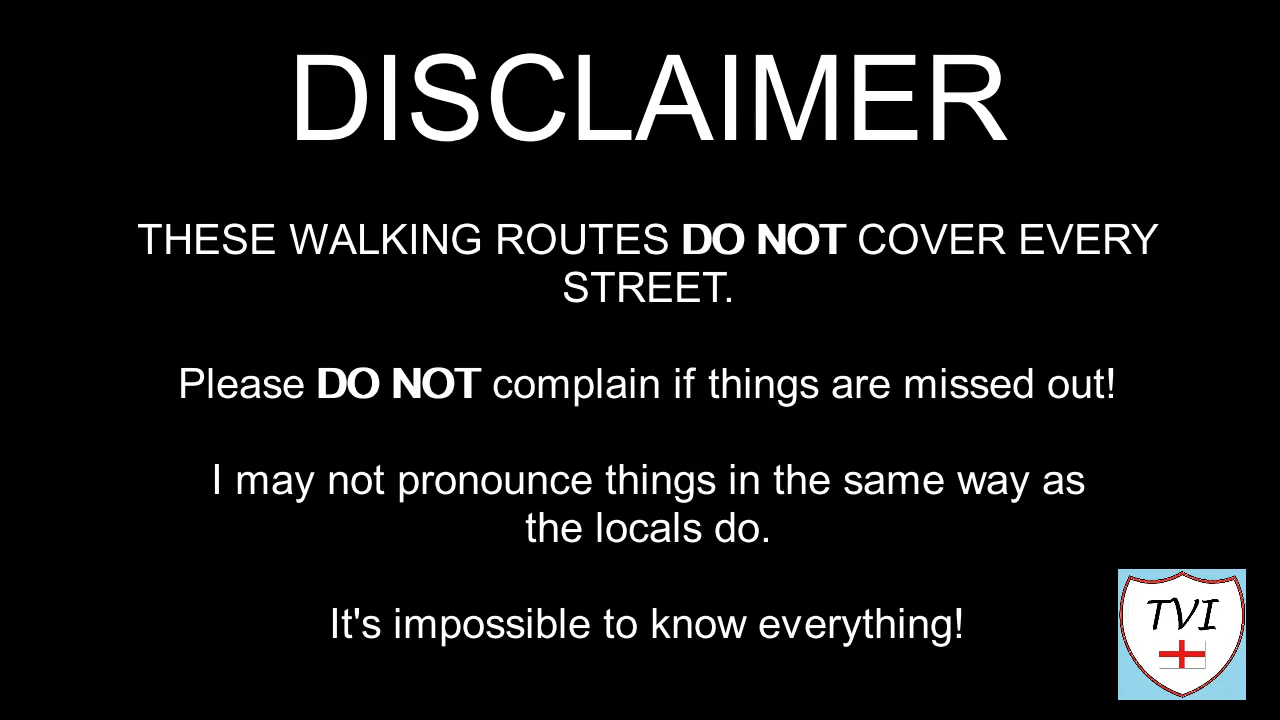 DISCLAIMER
THESE WALKING ROUTES DO NOT COVER EVERY
STREET.
Please DO NOT complain if things are missed out!
I may not pronounce things in the same way as
the locals do.
It's impossible to know everything!
TVI